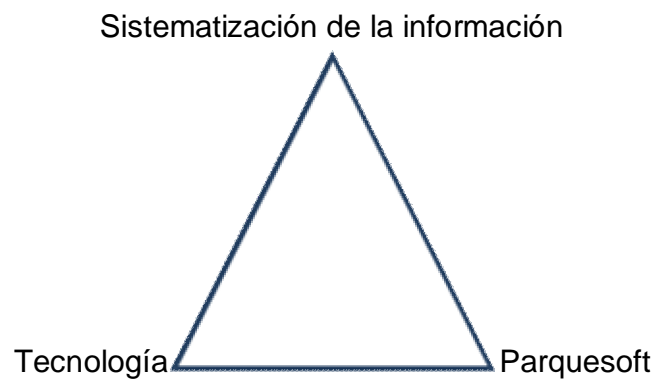 Sistematización de la información
Tecnología
Parquesoft